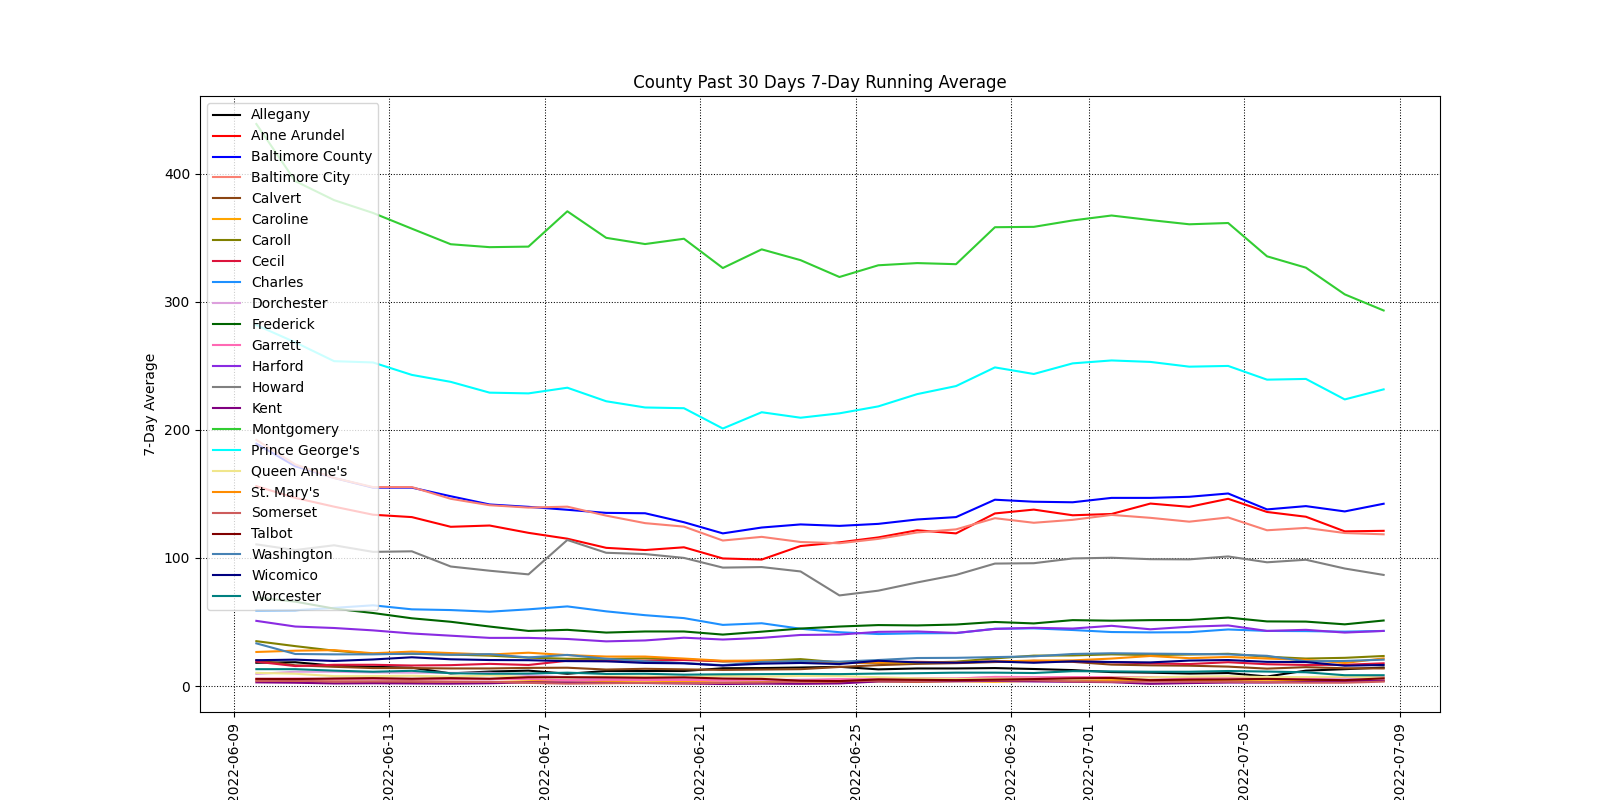 County Past 30 Days 7-Day Running Average
7-Day Average
400
300
200
100
0
Allegany
Anne Arundel
Baltimore County
Baltimore City
Calvert
Caroline
Caroll
Cecil
Charles
Dorchester
Frederick
Garrett
Harford
Howard
Kent
Montgomery
Prince George's
Queen Anne's
St. Mary's
Somerset
Talbot
Washington
Wicomico
Worcester
2022-06-09
2022-06-13
2022-06-17
2022-06-21
2022-06-25
2022-06-29
2022-07-01
2022-07-05
2022-07-09